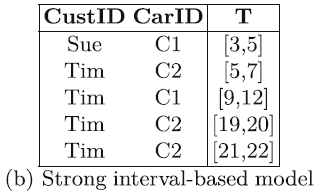 CustID CarID T
Sue C1 [3,5]
Tim C2 [5,7]
Tim C1 [9,12]
Tim C2 [19,20]
Tim C2 [21,22]
(b) Strong interval-based model